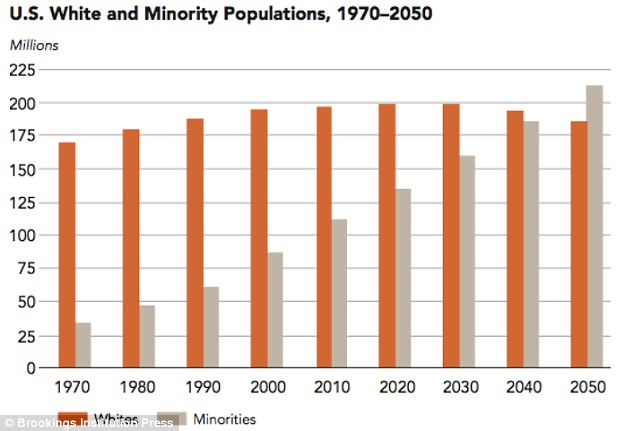 U.S. White and Minority Populations, 1970–2050
Millions
225
200
175
150
125
100
75
50
25
0
1970 1980 1990 2000 2010 2020 2030 2040 2050
Whites Minorities
© Brookings Institution Press